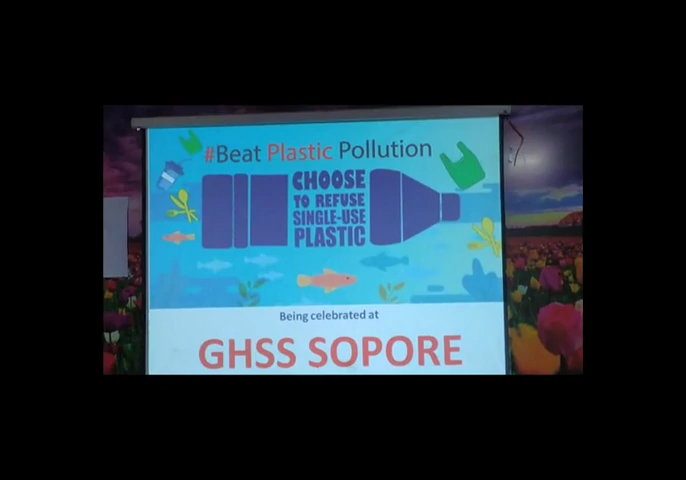 #Beat Plastic Pollution
CHOOSE
TO REFUSE
SINGLE-USE
PLASTIC
Being celebrated at
GHSS SOPORE